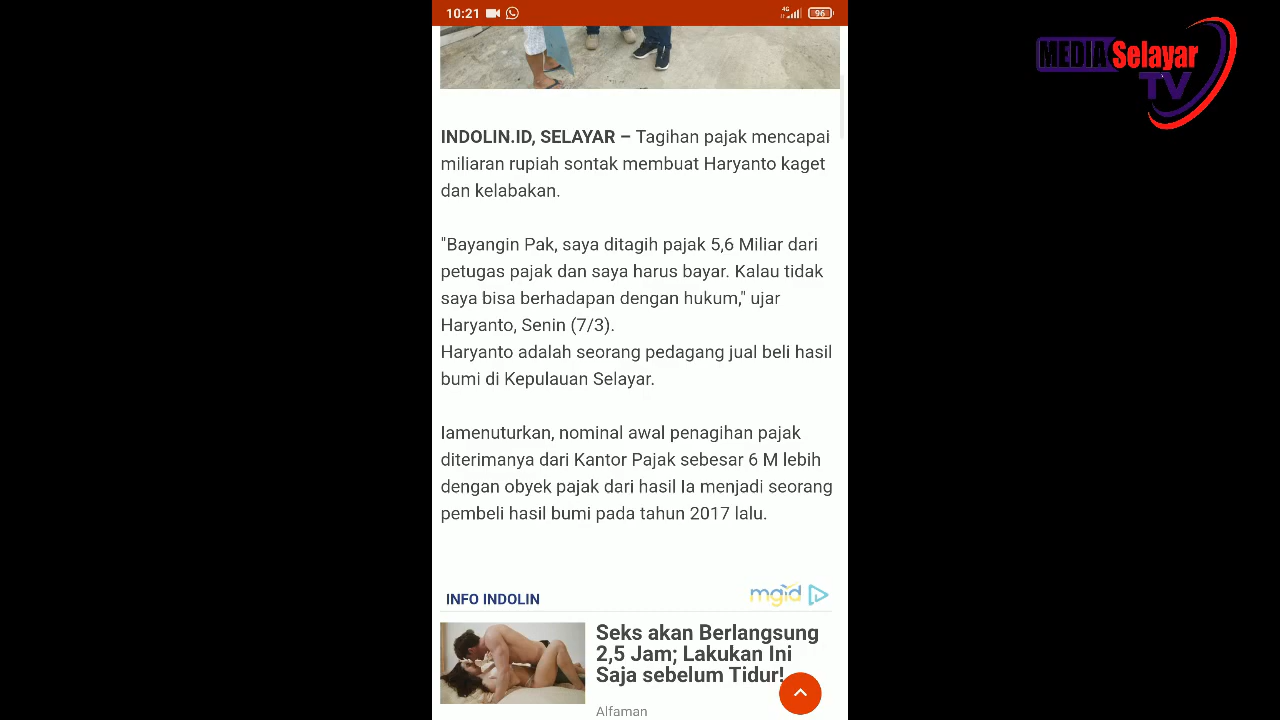 10:21
4G
96
MEDIA Selayar
TV
INDOLIN.ID, SELAYAR – Tagihan pajak mencapai
miliaran rupiah sontak membuat Haryanto kaget
dan kelabakan.
"Bayangin Pak, saya ditagih pajak 5,6 Miliar dari
petugas pajak dan saya harus bayar. Kalau tidak
saya bisa berhadapan dengan hukum," ujar
Haryanto, Senin (7/3).
Haryanto adalah seorang pedagang jual beli hasil
bumi di Kepulauan Selayar.
Iamenuturkan, nominal awal penagihan pajak
diterimanya dari Kantor Pajak sebesar 6 M lebih
dengan obyek pajak dari hasil Ia menjadi seorang
pembeli hasil bumi pada tahun 2017 lalu.
INFO INDOLIN
mgid
Seks akan Berlangsung
2,5 Jam; Lakukan Ini
Saja sebelum Tidur!
Alfaman